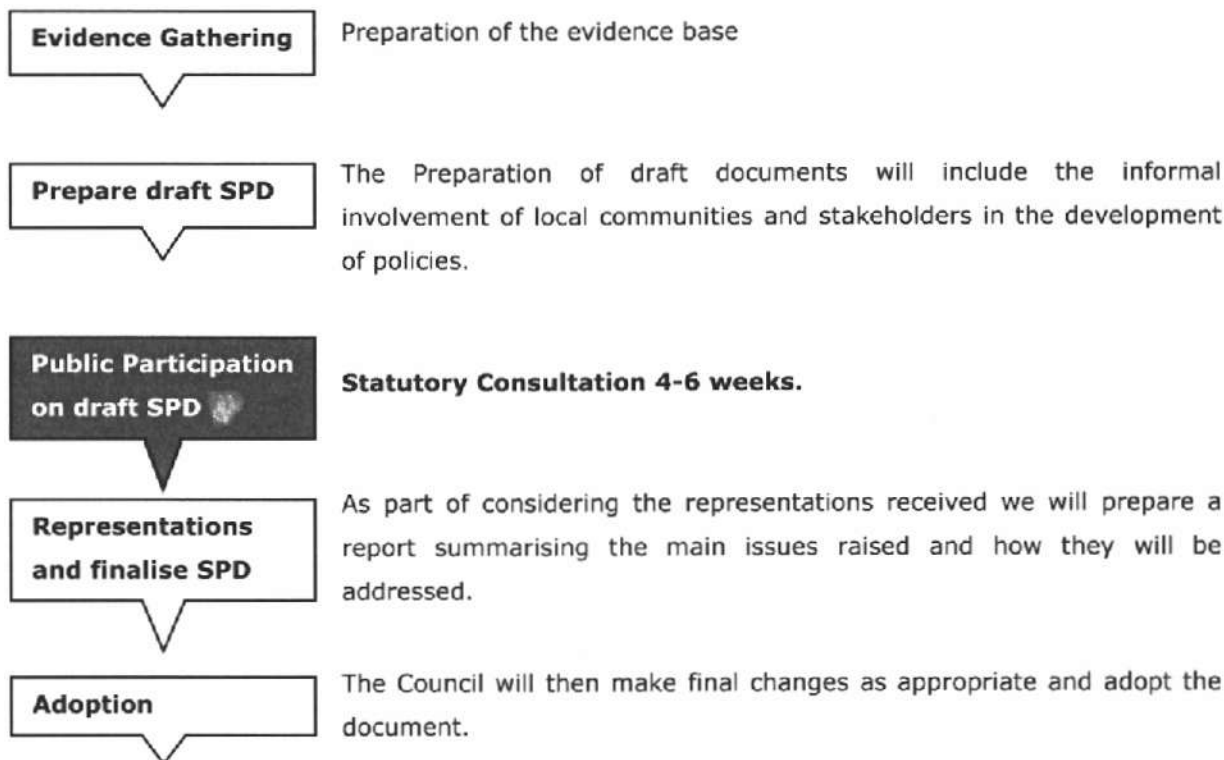 Evidence Gathering
Preparation of the evidence base
Prepare draft SPD
The Preparation of draft documents will include the informal
involvement of local communities and stakeholders in the development
of policies.
Public Participation
on draft SPD
Statutory Consultation 4-6 weeks.
Representations
and finalise SPD
As part of considering the representations received we will prepare a
report summarising the main issues raised and how they will be
addressed.
Adoption
The Council will then make final changes as appropriate and adopt the
document.